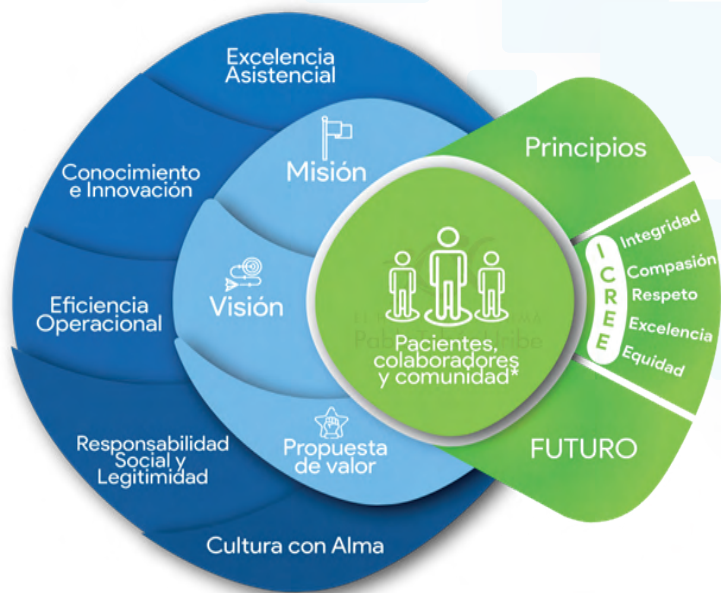 Excelencia
Asistencial
Conocimiento
e Innovación
Eficiencia
Operacional
Responsabilidad
Social y
Legitimidad
Cultura con Alma
Misión
Visión
Propuesta
de valor
Pacientes,
colaboradores
y comunidad*
Principios
I
C
R
E
E
Integridad
Compasión
Respeto
Excelencia
Equidad
FUTURO